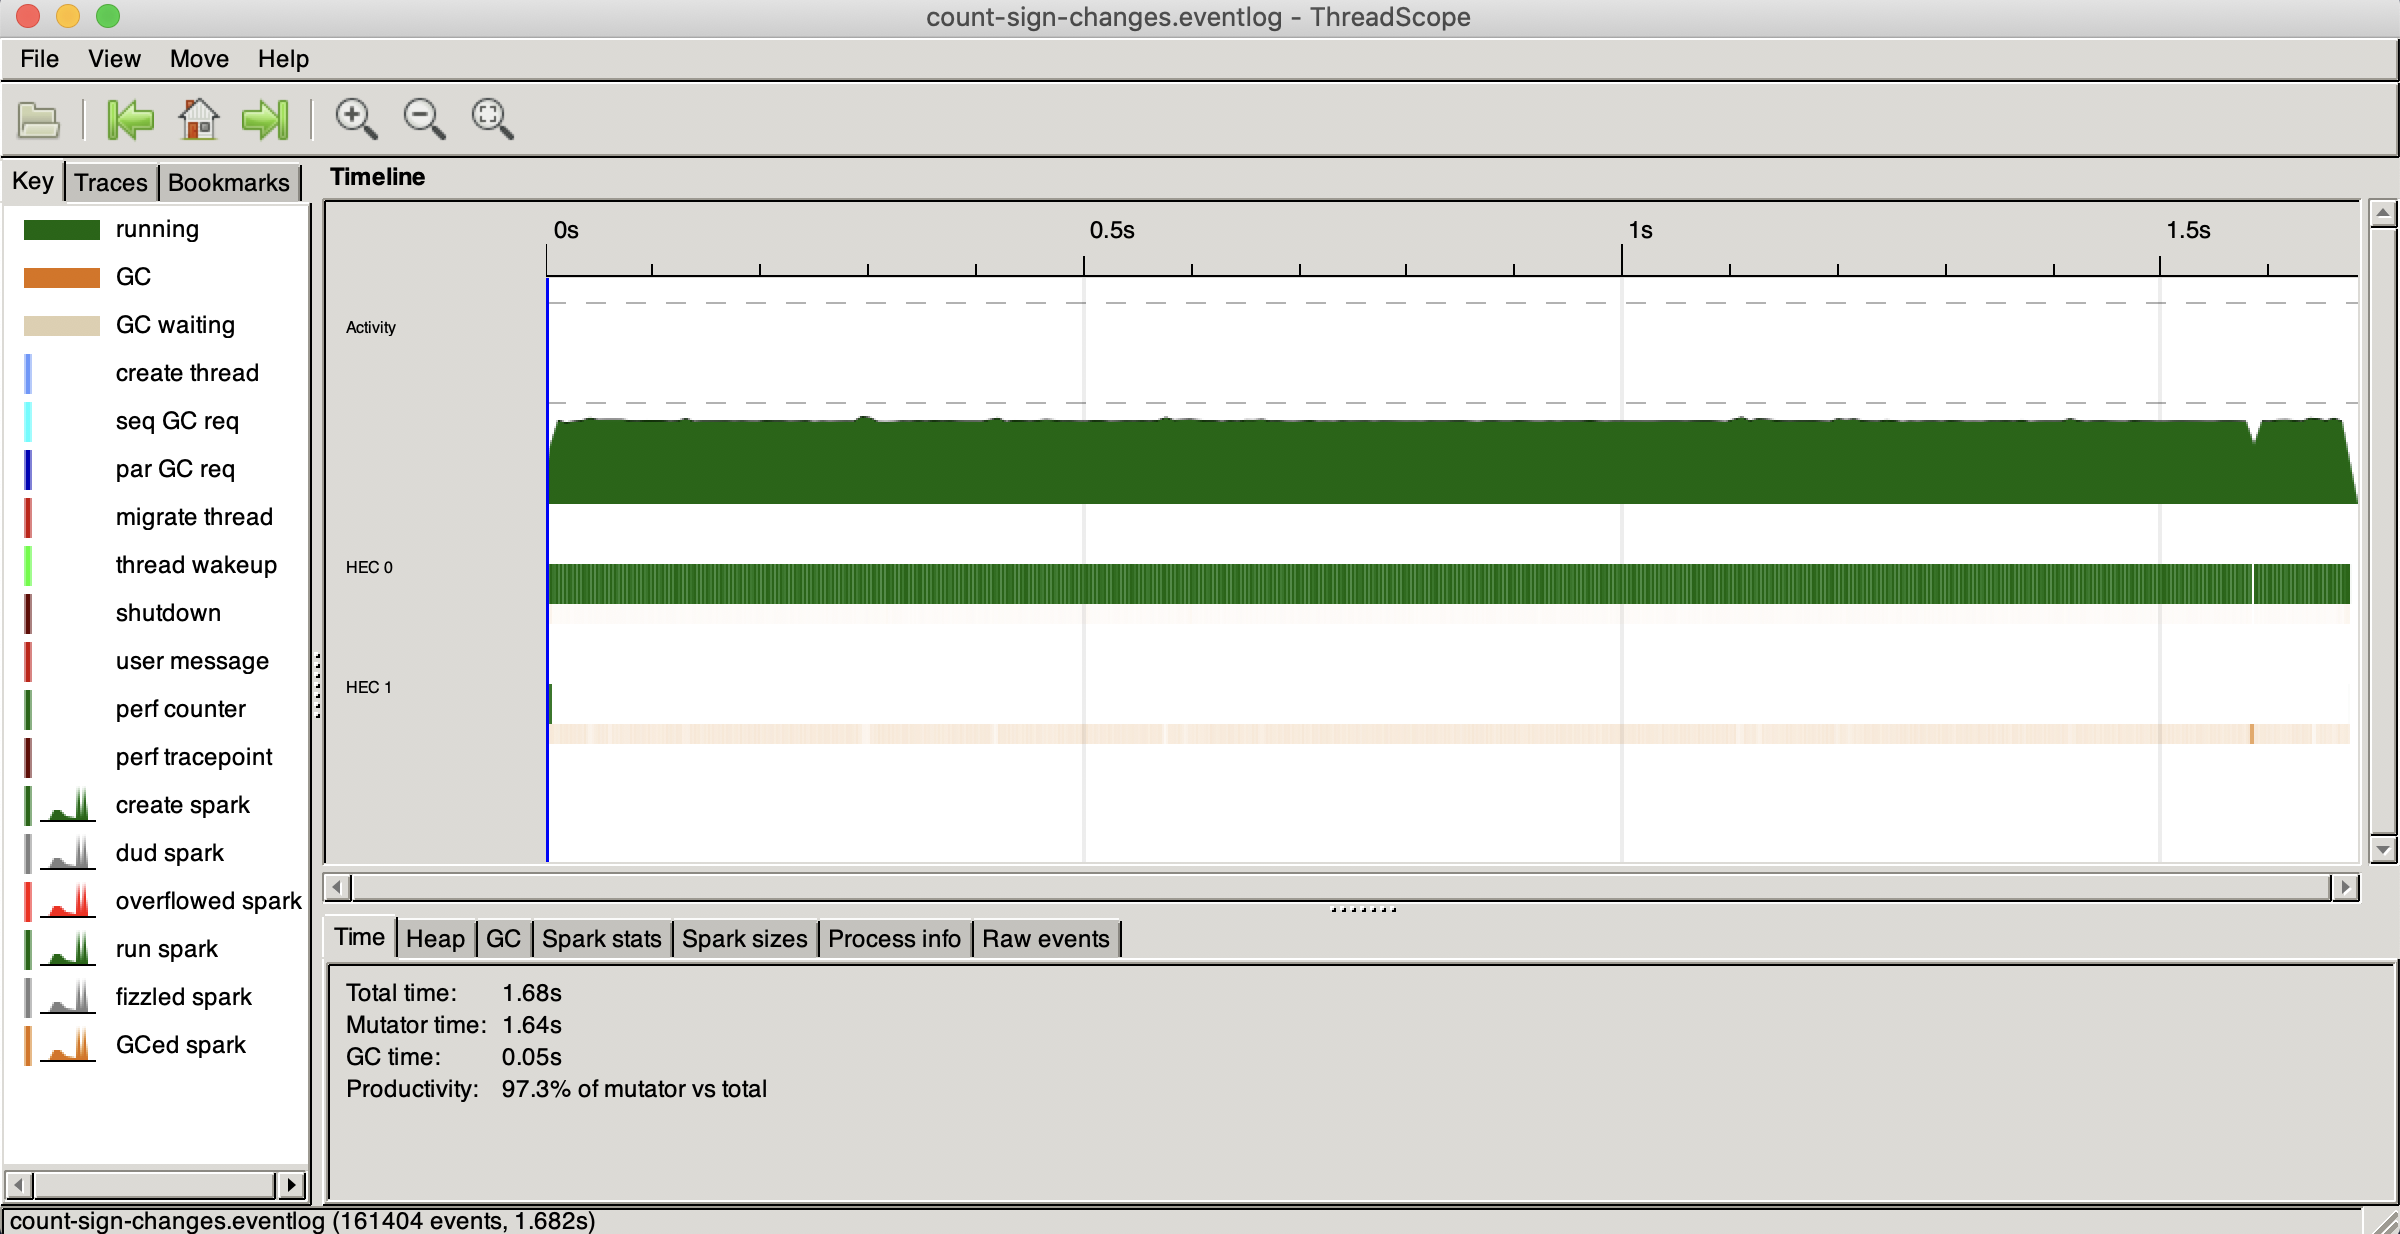 count-sign-changes.eventlog - ThreadScope
File View Move Help
Key Traces Bookmarks
running
GC
GC waiting
create thread
seq GC req
par GC req
migrate thread
thread wakeup
shutdown
user message
perf counter
perf tracepoint
create spark
dud spark
overflowed spark
run spark
fizzled spark
GCed spark
Timeline
0s 0.5s 1s 1.5s
Activity
HEC 0
HEC 1
Time Heap GC Spark stats Spark sizes Process info Raw events
Total time: 1.68s
Mutator time: 1.64s
GC time: 0.05s
Productivity: 97.3% of mutator vs total
count-sign-changes.eventlog (161404 events, 1.682s)